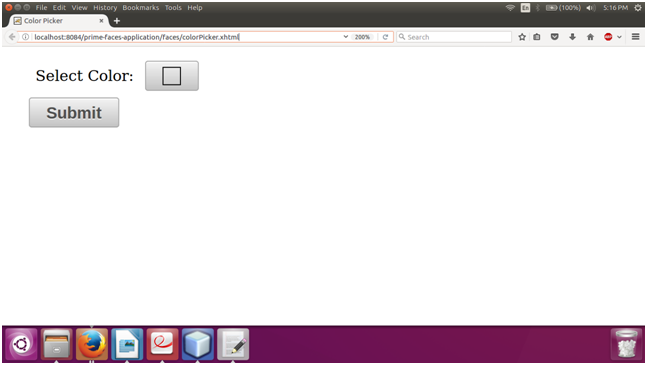 File Edit View History Bookmarks Tools Help
En (100%) 5:16 PM
Color Picker
localhost:8084/prime-faces-application/faces/colorPicker.xhtml 200% Search
ABP
Select Color:
Submit